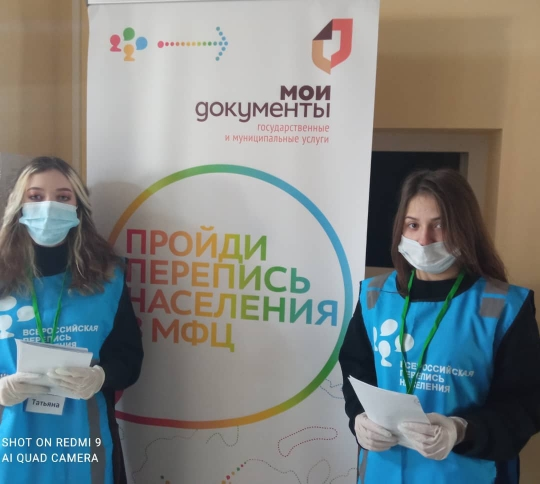 МОИ
документы
государственные
и муниципальные услуги
ПРОЙДИ
ПЕРЕПИСЬ
НАСЕЛЕНИЯ
В МФЦ
ВСЕРОССИЙСКАЯ
ПЕРЕПИСЬ
НАСЕЛЕНИЯ
Татьяна
ВСЕРОССИЙСКАЯ
ПЕРЕПИСЬ
НАСЕЛЕНИЯ
SHOT ON REDMI 9
AI QUAD CAMERA